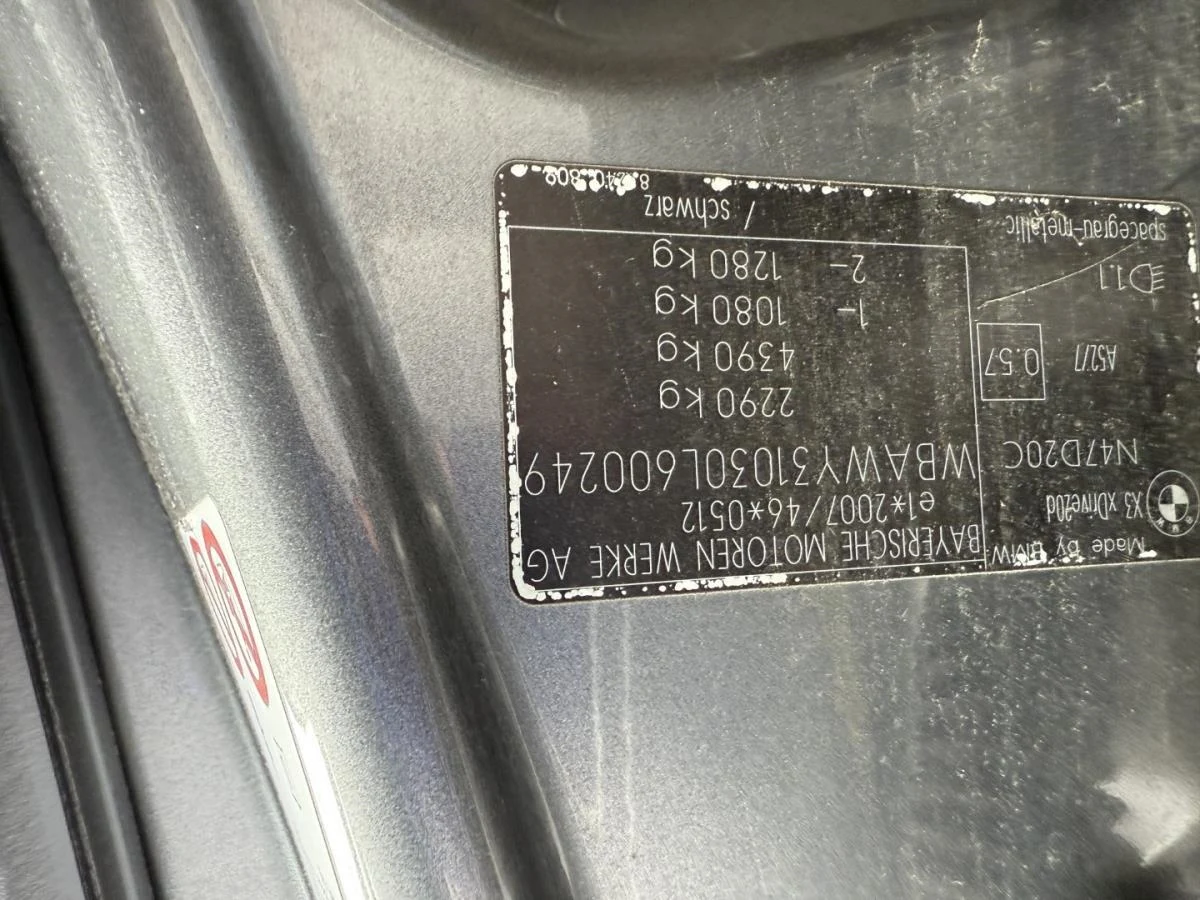 Made by BMW
X3 xDrive20d
N47D20C
A52/7
0.57
1.1
spacegrau-metallic
BAYERISCHE MOTOREN WERKE AG
e1*2007/46*0512
WBAWY31030L600249
2290 kg
4390 kg
1- 1080 kg
2- 1280 kg
/ schwarz